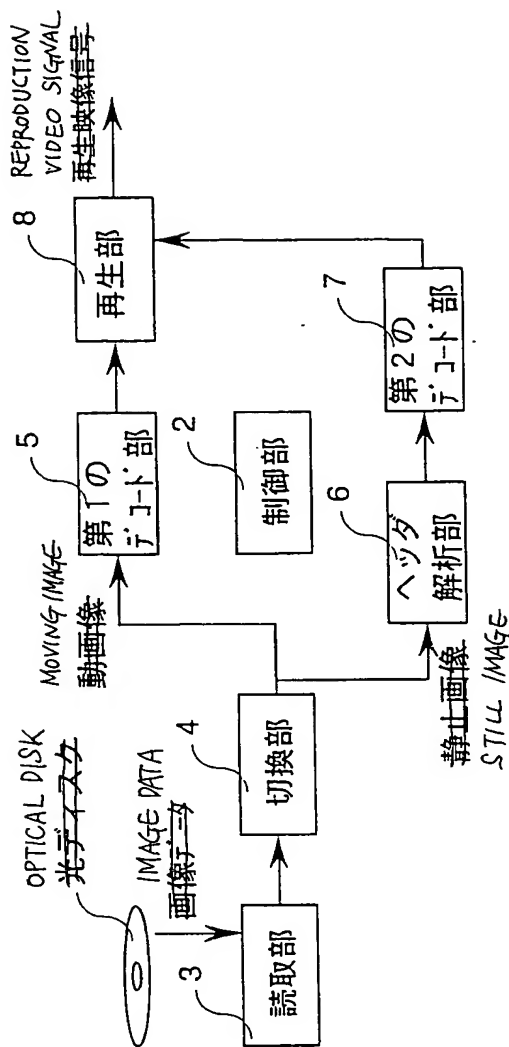 OPTICAL DISK
光ディスク
IMAGE DATA
画像データ
3
読取部
4
切換部
MOVING IMAGE
動画像
5
第1の
デコード部
2
制御部
静止画像
STILL IMAGE
6
ヘッダ
解析部
7
第2の
デコード部
8
再生部
REPRODUCTION
VIDEO SIGNAL
再生映像信号